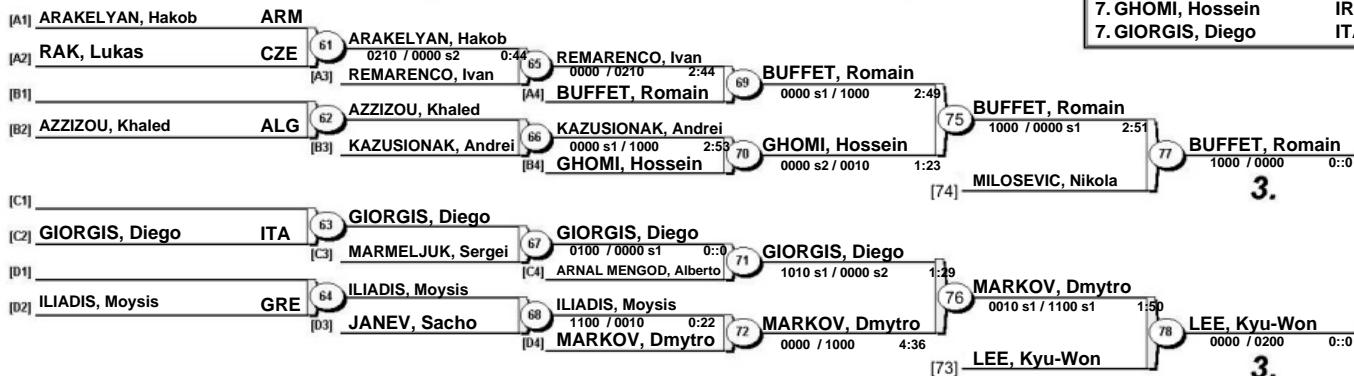 7. GHOMI, Hossein
7. GIORGIS, Diego
[A1] ARAKELYAN, Hakob ARM
[A2] RAK, Lukas CZE
61
ARAKELYAN, Hakob
0210 / 0000 s2 0:44
[A3] REMARENCO, Ivan
65
REMARENCO, Ivan
0000 / 0210 2:44
[A4] BUFFET, Romain
69
BUFFET, Romain
0000 s1 / 1000 2:49
[B1]
[B2] AZZIZOU, Khaled ALG
62
AZZIZOU, Khaled
[B3] KAZUSIONAK, Andrei
66
KAZUSIONAK, Andrei
0000 s1 / 1000 2:53
[B4] GHOMI, Hossein
70
GHOMI, Hossein
0000 s2 / 0010 1:23
75
BUFFET, Romain
1000 / 0000 s1 2:51
[74] MILOSEVIC, Nikola
77
BUFFET, Romain
1000 / 0000 0::0
3.
[C1]
[C2] GIORGIS, Diego ITA
63
GIORGIS, Diego
[C3] MARMELJUK, Sergei
67
GIORGIS, Diego
0100 / 0000 s1 0::0
[C4] ARNAL MENGOD, Alberto
71
GIORGIS, Diego
1010 s1 / 0000 s2 1:29
[D1]
[D2] ILIADIS, Moysis GRE
64
ILIADIS, Moysis
[D3] JANEV, Sacho
68
ILIADIS, Moysis
1100 / 0010 0:22
[D4] MARKOV, Dmytro
72
MARKOV, Dmytro
0000 / 1000 4:36
76
MARKOV, Dmytro
0010 s1 / 1100 s1 1:50
[73] LEE, Kyu-Won
78
LEE, Kyu-Won
0000 / 0200 0::0
3.